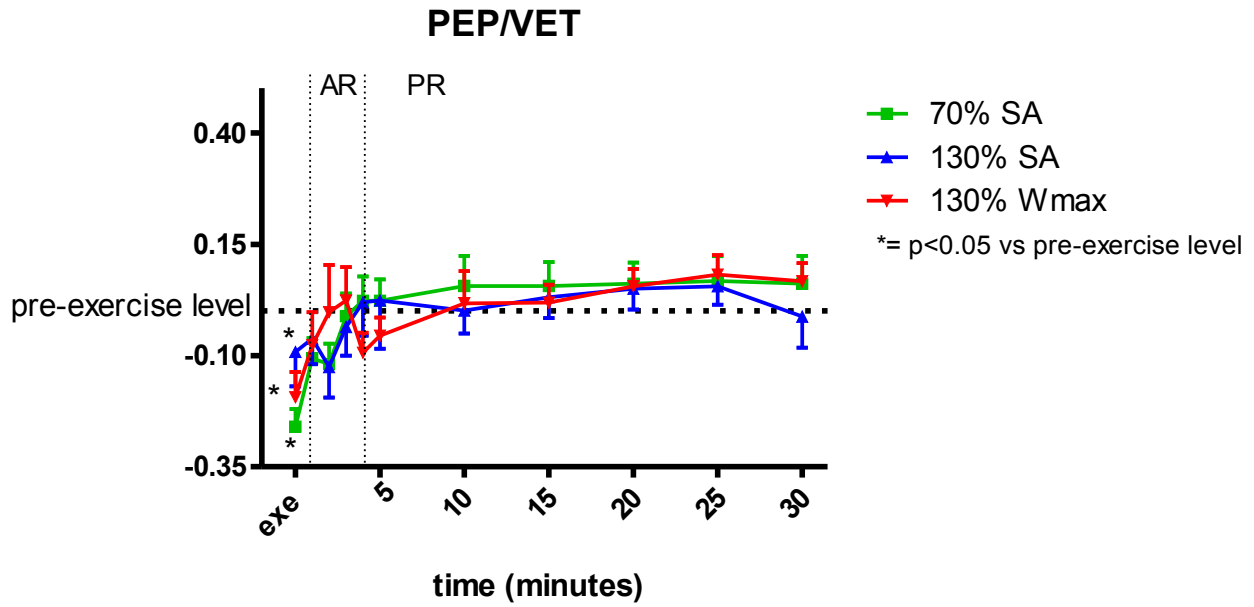 PEP/VET
AR
PR
0.40
0.15
pre-exercise level
-0.10
-0.35
*
*
*
exe
5
10
15
20
25
30
time (minutes)
70% SA
130% SA
130% Wmax
*= p<0.05 vs pre-exercise level